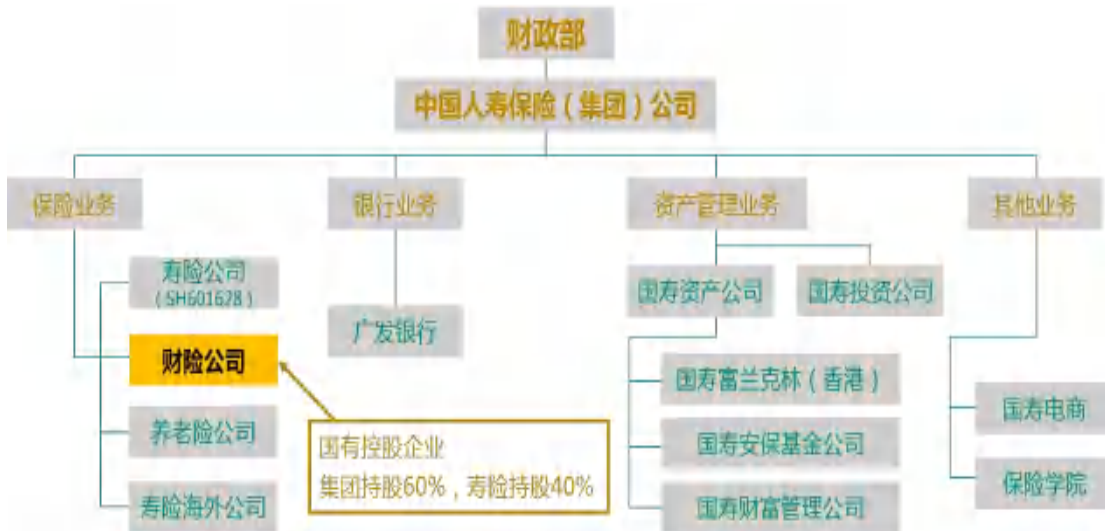 财政部
中国人寿保险（集团）公司
保险业务
银行业务
资产管理业务
其他业务
寿险公司
（SH601628）
财险公司
养老险公司
寿险海外公司
广发银行
国有控股企业
集团持股60%，寿险持股40%
国寿资产公司
国寿投资公司
国寿富兰克林（香港）
国寿安保基金公司
国寿财富管理公司
国寿电商
保险学院